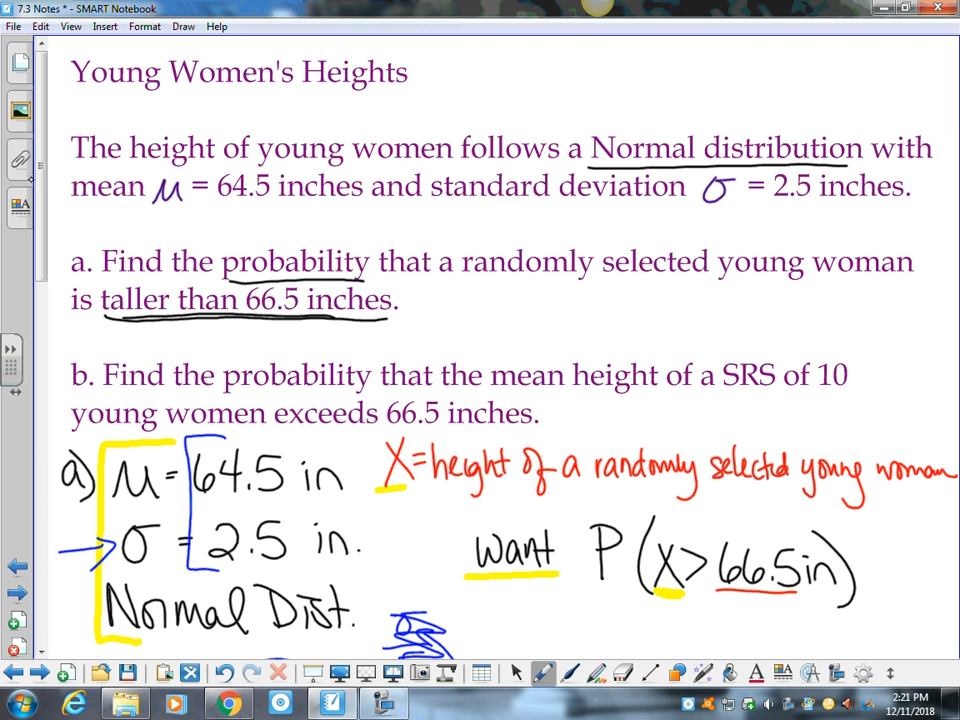 7.3 Notes * - SMART Notebook
File Edit View Insert Format Draw Help
Young Women's Heights
The height of young women follows a Normal distribution with
mean μ = 64.5 inches and standard deviation σ = 2.5 inches.
a. Find the probability that a randomly selected young woman
is taller than 66.5 inches.
b. Find the probability that the mean height of a SRS of 10
young women exceeds 66.5 inches.
a) μ = 64.5 in
X = height of a randomly selected young woman
σ = 2.5 in.
want P(X > 66.5in)
Normal Dist.
2:21 PM
12/11/2018